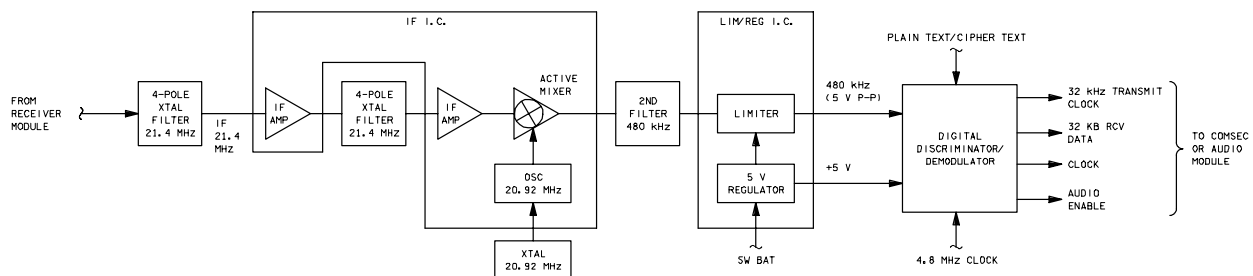 IF I.C.
LIM/REG I.C.
PLAIN TEXT/CIPHER TEXT
FROM
RECEIVER
MODULE
4-POLE
XTAL
FILTER
21.4 MHz
IF
21.4
MHz
IF
AMP
4-POLE
XTAL
FILTER
21.4 MHz
IF
AMP
ACTIVE
MIXER
OSC
20.92 MHz
XTAL
20.92 MHz
2ND
FILTER
480 kHz
LIMITER
5 V
REGULATOR
SW BAT
480 kHz
(5 V P-P)
+5 V
DIGITAL
DISCRIMINATOR/
DEMODULATOR
4.8 MHz CLOCK
32 kHz TRANSMIT
CLOCK
32 KB RCV
DATA
CLOCK
AUDIO
ENABLE
TO COMSEC
OR AUDIO
MODULE